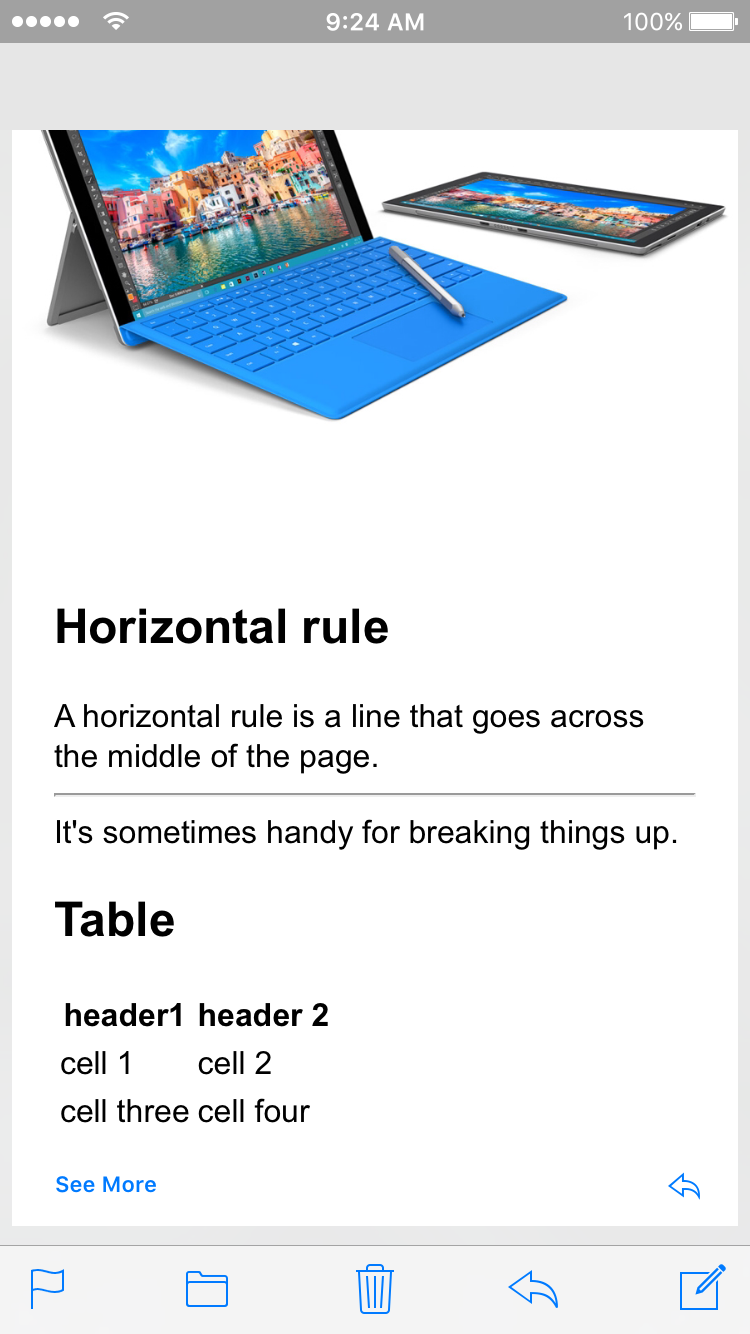 9:24 AM 100%
Horizontal rule
A horizontal rule is a line that goes across
the middle of the page.
It's sometimes handy for breaking things up.
Table
header1 header 2
cell 1 cell 2
cell three cell four
See More